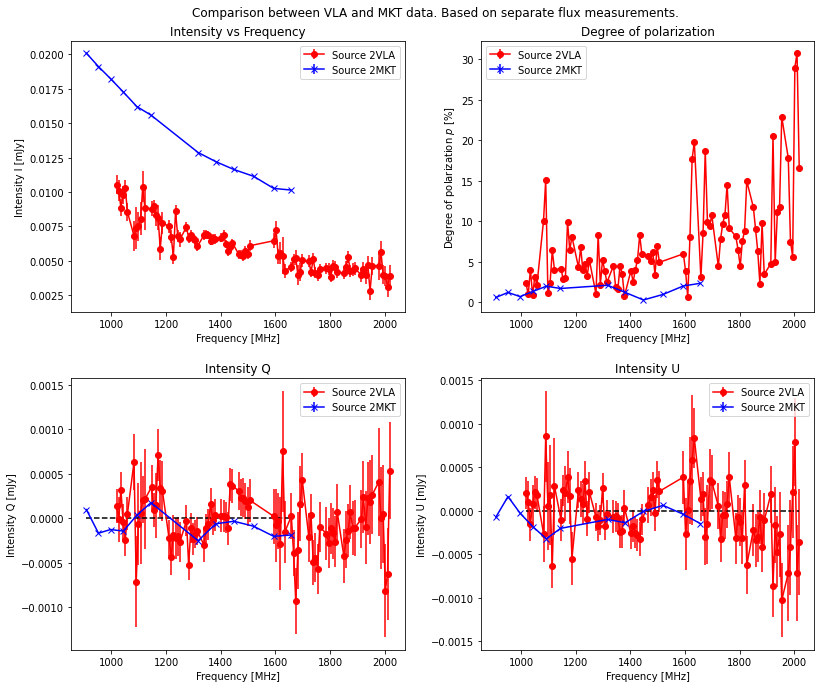 Comparison between VLA and MKT data. Based on separate flux measurements.
Intensity vs Frequency
Intensity I [mJy]
0.0200
0.0175
0.0150
0.0125
0.0100
0.0075
0.0050
0.0025
Source 2VLA
Source 2MKT
1000 1200 1400 1600 1800 2000
Frequency [MHz]
Degree of polarization
Degree of polarization p [%]
30
25
20
15
10
5
0
Source 2VLA
Source 2MKT
1000 1200 1400 1600 1800 2000
Frequency [MHz]
Intensity Q
Intensity Q [mJy]
0.0015
0.0010
0.0005
0.0000
−0.0005
−0.0010
Source 2VLA
Source 2MKT
1000 1200 1400 1600 1800 2000
Frequency [MHz]
Intensity U
Intensity U [mJy]
0.0015
0.0010
0.0005
0.0000
−0.0005
−0.0010
−0.0015
Source 2VLA
Source 2MKT
1000 1200 1400 1600 1800 2000
Frequency [MHz]